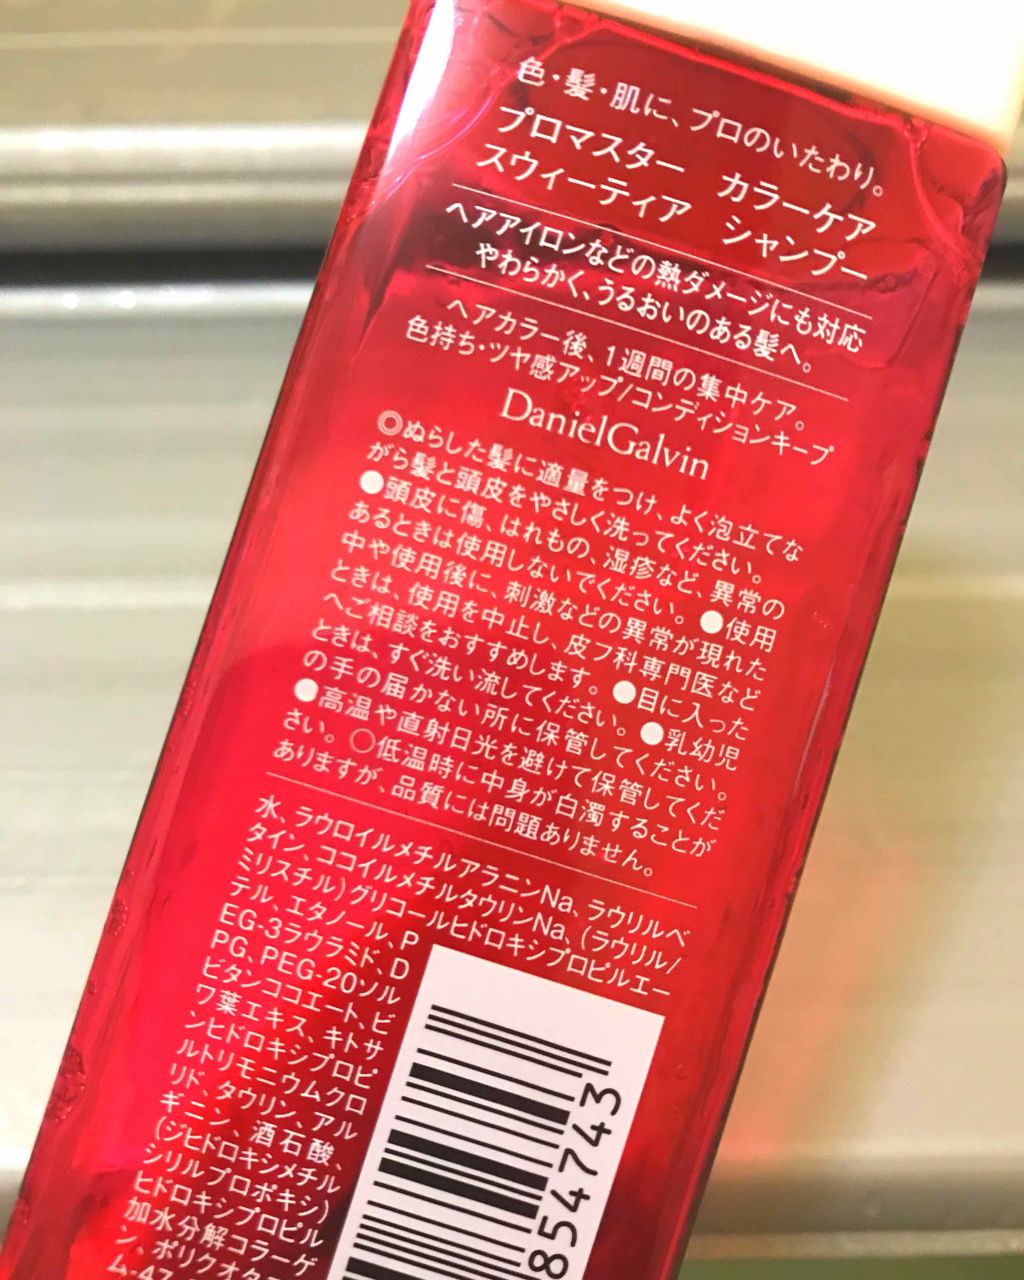 色・髪・肌に、プロのいたわり。
プロマスター カラーケア
スウィーティア シャンプー
ヘアアイロンなどの熱ダメージにも対応
やわらかく、うるおいのある髪へ。
ヘアカラー後、1週間の集中ケア。
色持ち・ツヤ感アップ/コンディションキープ
DanielGalvin
◎ぬらした髪に適量をつけ、よく泡立てな
がら髪と頭皮をやさしく洗ってください。
●頭皮に傷、はれもの、湿疹など、異常の
あるときは使用しないでください。●使用
中や使用後に、刺激などの異常が現れた
ときは、使用を中止し、皮フ科専門医など
へご相談をおすすめします。●目に入った
ときは、すぐ洗い流してください。●乳幼児
の手の届かない所に保管してください。
●高温や直射日光を避けて保管してくだ
さい。○低温時に中身が白濁することが
ありますが、品質には問題ありません。
水、ラウロイルメチルアラニンNa、ラウリルベ
タイン、ココイルメチルタウリンNa、(ラウリル/
ミリスチル)グリコールヒドロキシプロピルエー
テル、エタノール、P
EG-3ラウラミド、D
PG、PEG-20ソル
ビタンココエート、ビ
ワ葉エキス、キトサ
ンヒドロキシプロピ
ルトリモニウムクロ
リド、タウリン、アル
ギニン、酒石酸、
(ジヒドロキシメチル
シリルプロポキシ)
ヒドロキシプロピル
加水分解コラーゲ
ン、ポリクオタ
ム-47
854743